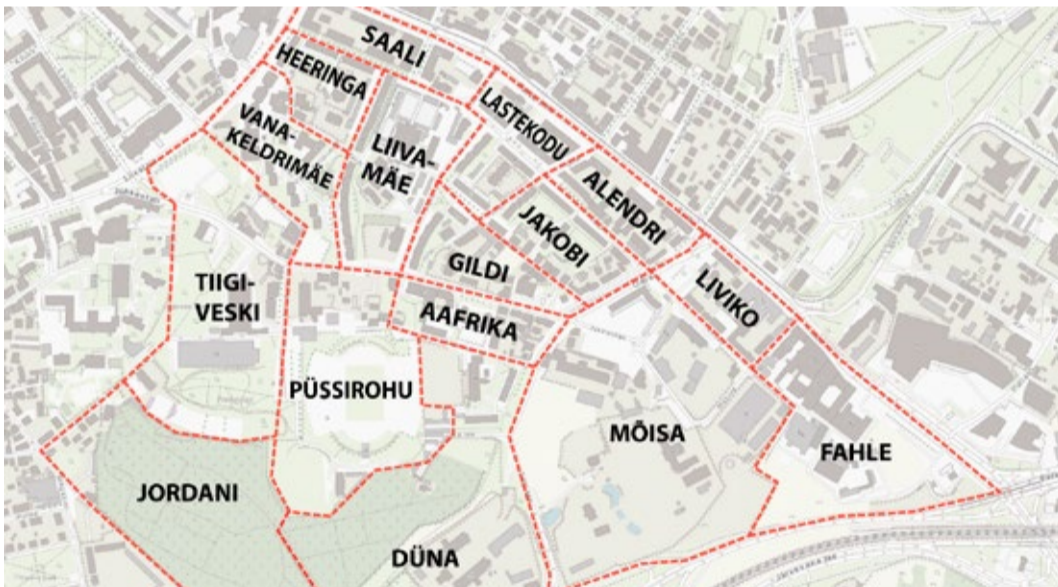 SAALI
HEERINGA
LASTEKODU
VANA-
KELDRIMÄE
LIIVA-
MÄE
ALENDRI
JAKOBI
GILDI
LIVIKO
TIIGI-
VESKI
AAFRIKA
PÜSSIROHU
MÕISA
FAHLE
JORDANI
DÜNA